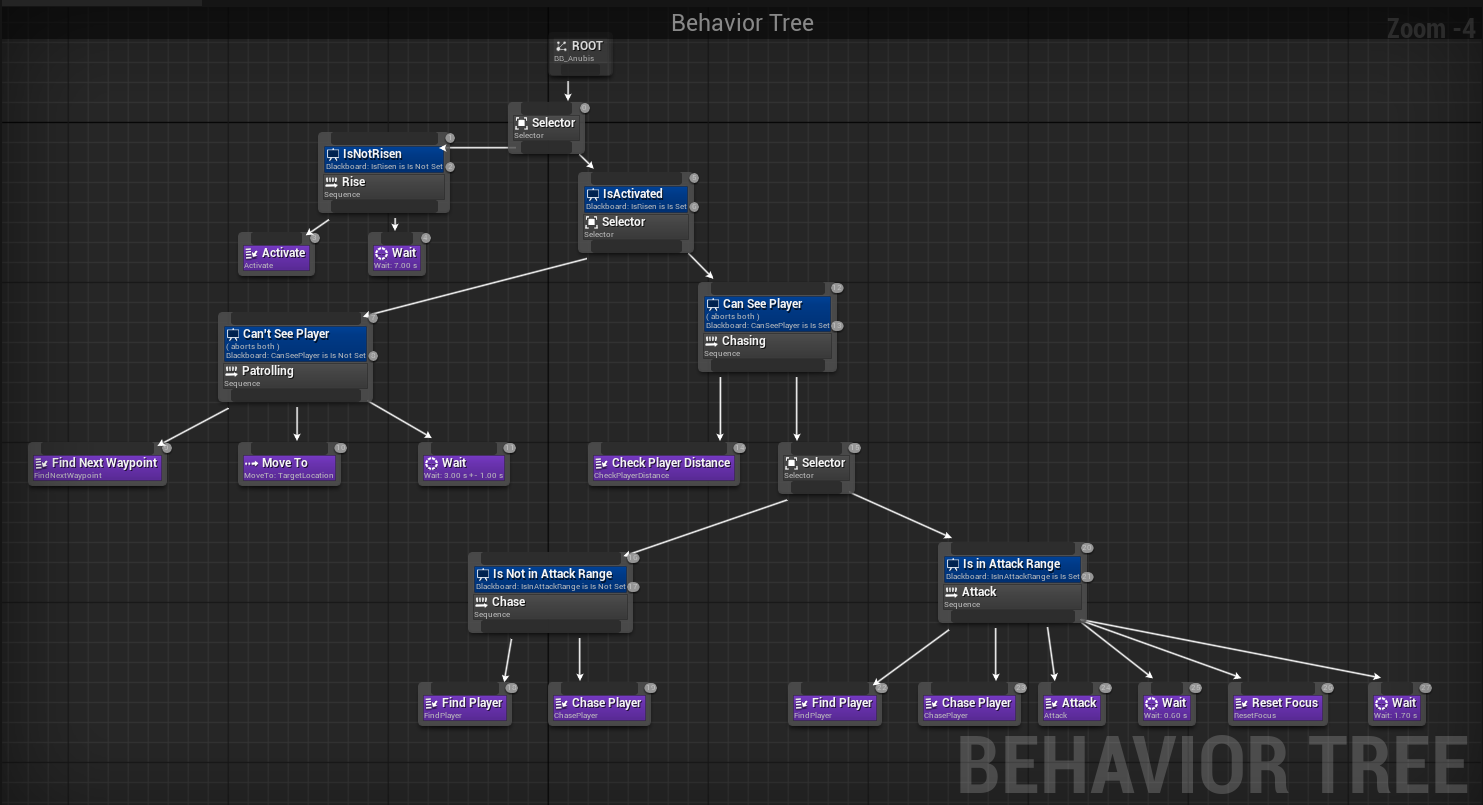 Behavior Tree
Zoom -4
ROOT
BB_Anubis
Selector
Selector
IsNotRisen
Blackboard: IsRisen is Is Not Set
Rise
Sequence
IsActivated
Blackboard: IsRisen is Is Set
Selector
Selector
Activate
Activate
Wait
Wait: 7.00 s
Can See Player
( aborts both )
Blackboard: CanSeePlayer is Is Set
Chasing
Sequence
Can't See Player
( aborts both )
Blackboard: CanSeePlayer is Is Not Set
Patrolling
Sequence
Find Next Waypoint
FindNextWaypoint
Move To
MoveTo: TargetLocation
Wait
Wait: 3.00 s +- 1.00 s
Check Player Distance
CheckPlayerDistance
Selector
Selector
Is Not in Attack Range
Blackboard: IsInAttackRange is Is Not Set
Chase
Sequence
Is in Attack Range
Blackboard: IsInAttackRange is Is Set
Attack
Sequence
Find Player
FindPlayer
Chase Player
ChasePlayer
Find Player
FindPlayer
Chase Player
ChasePlayer
Attack
Attack
Wait
Wait: 0.60 s
Reset Focus
ResetFocus
Wait
Wait: 1.70 s
BEHAVIOR TREE